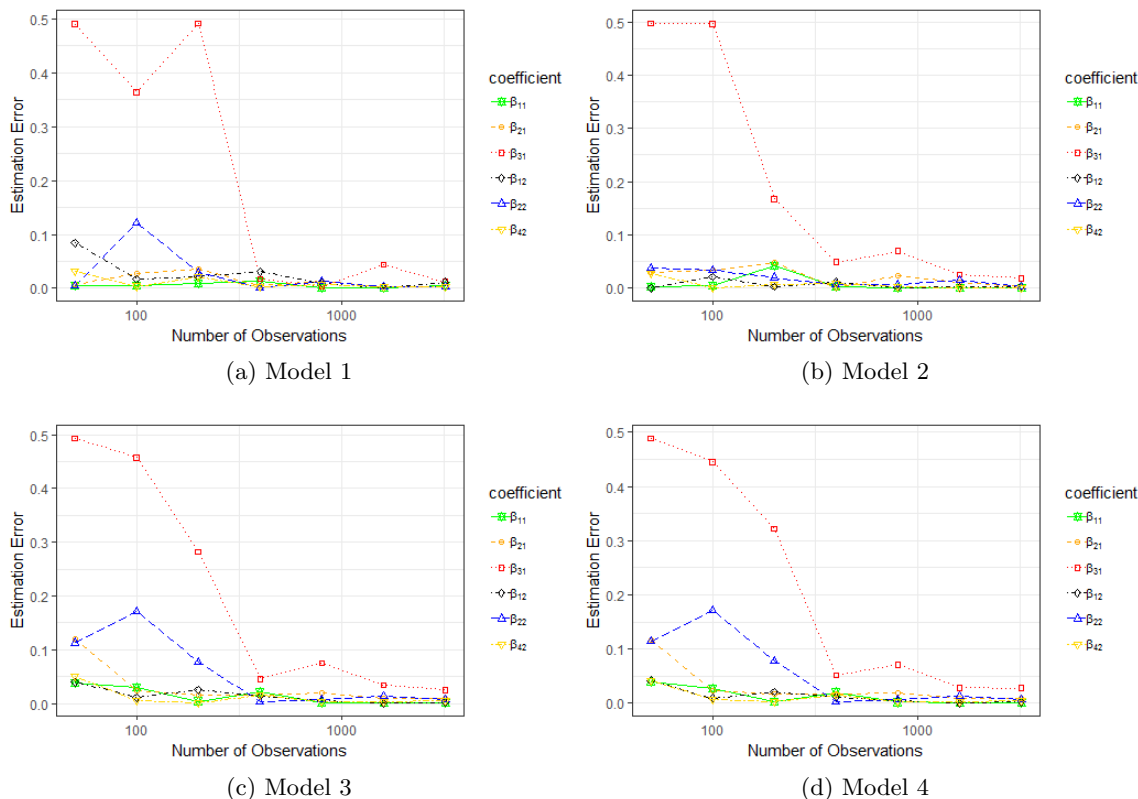 0.5
0.4
0.3
0.2
0.1
0.0
Estimation Error
100
1000
Number of Observations
coefficient
β11
β21
β31
β12
β22
β42
(a) Model 1
0.5
0.4
0.3
0.2
0.1
0.0
Estimation Error
100
1000
Number of Observations
coefficient
β11
β21
β31
β12
β22
β42
(b) Model 2
0.5
0.4
0.3
0.2
0.1
0.0
Estimation Error
100
1000
Number of Observations
coefficient
β11
β21
β31
β12
β22
β42
(c) Model 3
0.5
0.4
0.3
0.2
0.1
0.0
Estimation Error
100
1000
Number of Observations
coefficient
β11
β21
β31
β12
β22
β42
(d) Model 4